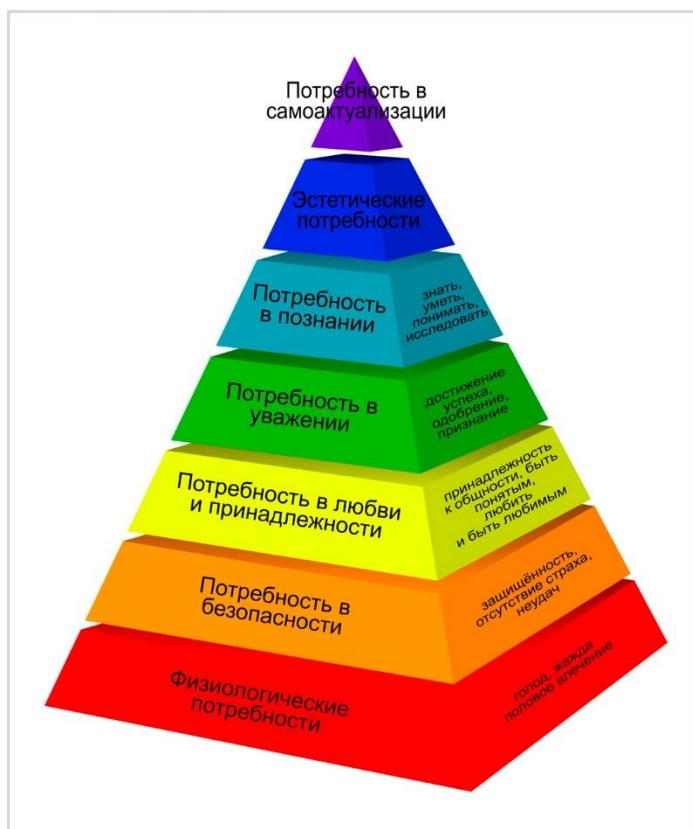 Потребность в
самоактуализации
Эстетические
потребности
Потребность
в познании
знать,
уметь,
понимать,
исследовать
Потребность в
уважении
достижение
успеха,
одобрение,
признание
Потребность в любви
и принадлежности
принадлежность
к общности, быть
понятым,
любить
и быть любимым
Потребность в
безопасности
защищённость,
отсутствие страха,
неудач
Физиологические
потребности
голод, жажда
половое влечение